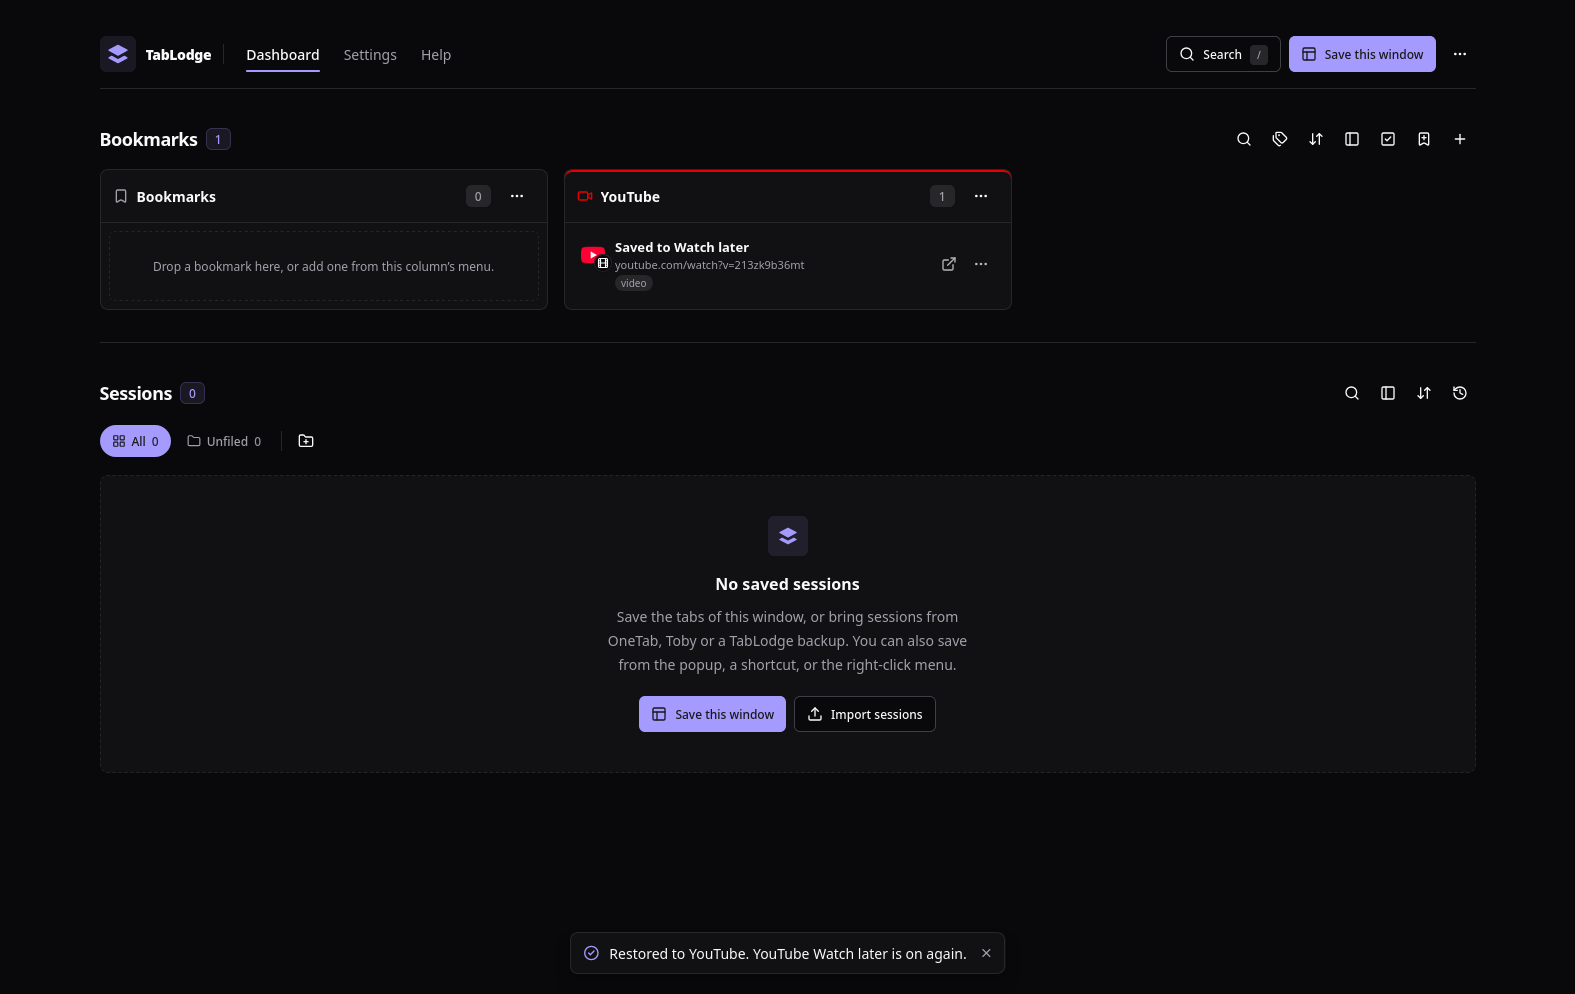 TabLodge
Dashboard
Settings
Help
Search /
Save this window
Bookmarks 1
Bookmarks 0
Drop a bookmark here, or add one from this column's menu.
YouTube 1
Saved to Watch later
youtube.com/watch?v=213zk9b36mt
video
Sessions 0
All 0
Unfiled 0
No saved sessions
Save the tabs of this window, or bring sessions from
OneTab, Toby or a TabLodge backup. You can also save
from the popup, a shortcut, or the right-click menu.
Save this window
Import sessions
Restored to YouTube. YouTube Watch later is on again.